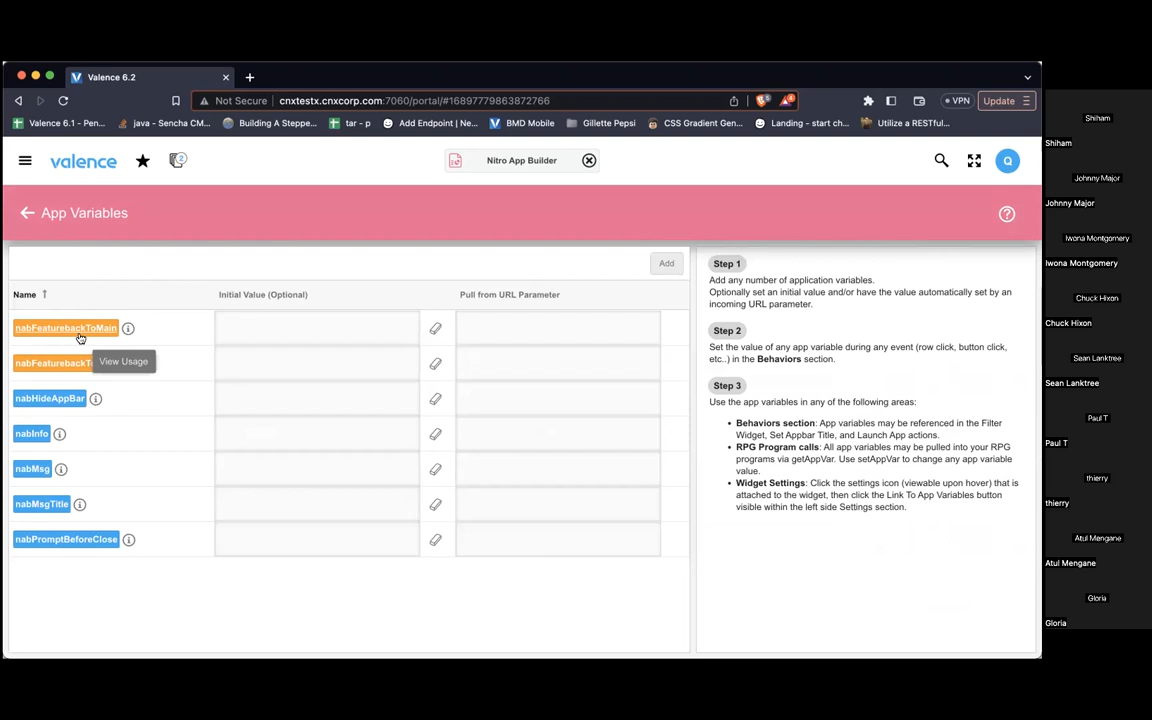 Valence 6.2
Not Secure
cnxtestx.cnxcorp.com:7060/portal/#16897779863872766
VPN
Update
Valence 6.1 - Pen...
java - Sencha CM...
Building A Steppe...
tar - p
Add Endpoint | Ne...
BMD Mobile
Gillette Pepsi
CSS Gradient Gen...
Landing - start ch...
Utilize a RESTful...
valence
2
Nitro App Builder
Q
App Variables
Add
Name
Initial Value (Optional)
Pull from URL Parameter
nabFeaturebackToMain
nabFeaturebackT
View Usage
nabHideAppBar
nabInfo
nabMsg
nabMsgTitle
nabPromptBeforeClose
Step 1
Add any number of application variables.
Optionally set an initial value and/or have the value automatically set by an
incoming URL parameter.
Step 2
Set the value of any app variable during any event (row click, button click,
etc..) in the Behaviors section.
Step 3
Use the app variables in any of the following areas:
• Behaviors section: App variables may be referenced in the Filter
Widget, Set Appbar Title, and Launch App actions.
• RPG Program calls: All app variables may be pulled into your RPG
programs via getAppVar. Use setAppVar to change any app variable
value.
• Widget Settings: Click the settings icon (viewable upon hover) that is
attached to the widget, then click the Link To App Variables button
visible within the left side Settings section.
Shiham
Shiham
Johnny Major
Johnny Major
Iwona Montgomery
Iwona Montgomery
Chuck Hixon
Chuck Hixon
Sean Lanktree
Sean Lanktree
Paul T
Paul T
thierry
thierry
Atul Mengane
Atul Mengane
Gloria
Gloria